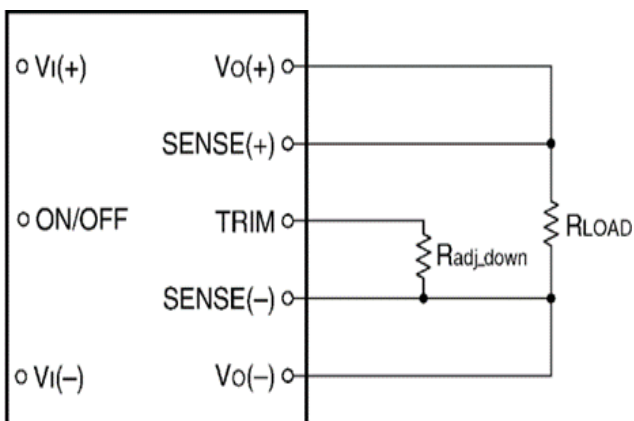 VI(+) VO(+)
SENSE(+)
ON/OFF TRIM RLOAD
Radj_down
SENSE(−)
VI(−) VO(−)